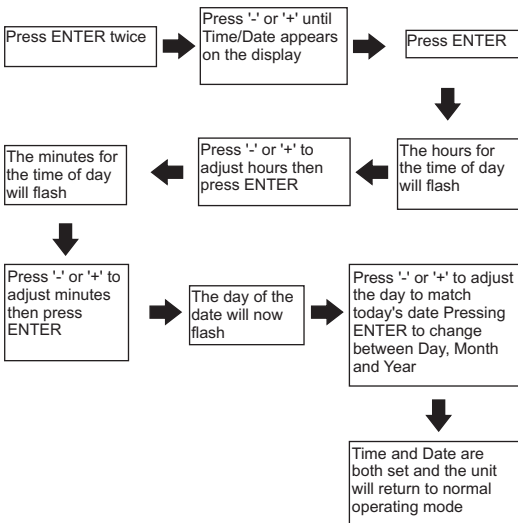 Press ENTER twice
Press '-' or '+' until
Time/Date appears
on the display
Press ENTER
The hours for
the time of day
will flash
Press '-' or '+' to
adjust hours then
press ENTER
The minutes for
the time of day
will flash
Press '-' or '+' to
adjust minutes
then press
ENTER
The day of the
date will now
flash
Press '-' or '+' to adjust
the day to match
today's date Pressing
ENTER to change
between Day, Month
and Year
Time and Date are
both set and the unit
will return to normal
operating mode